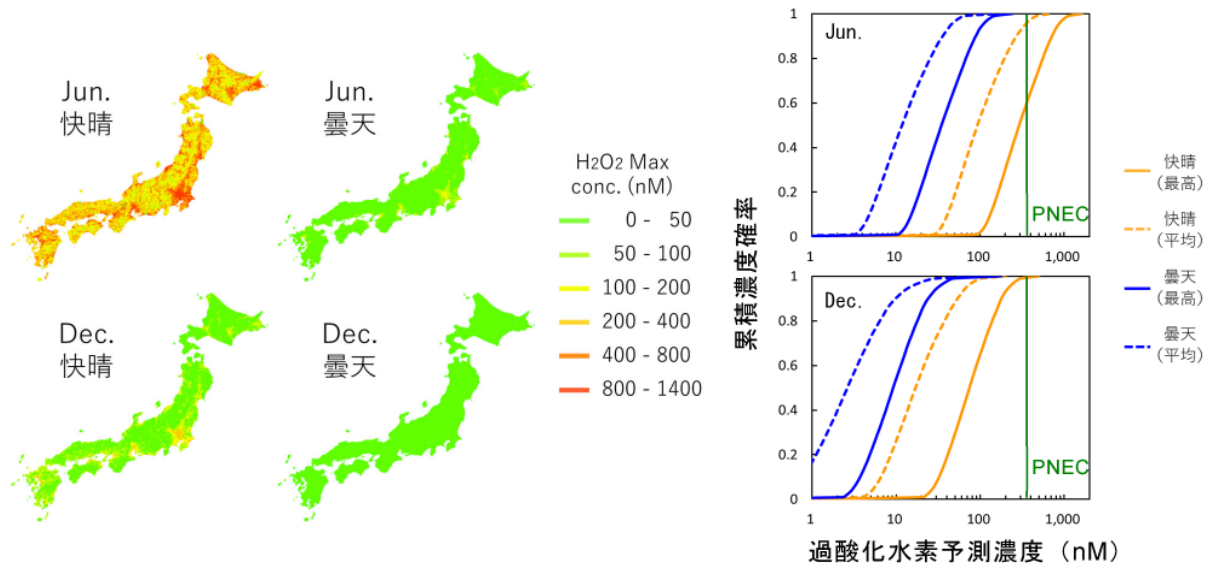 Jun.
快晴
Jun.
曇天
Dec.
快晴
Dec.
曇天
H2O2 Max
conc. (nM)
0 - 50
50 - 100
100 - 200
200 - 400
400 - 800
800 - 1400
累積濃度確率
1
0.8
0.6
0.4
0.2
0
Jun.
PNEC
1
10
100
1,000
1
0.8
0.6
0.4
0.2
0
Dec.
PNEC
1
10
100
1,000
過酸化水素予測濃度（nM）
快晴
(最高)
快晴
(平均)
曇天
(最高)
曇天
(平均)